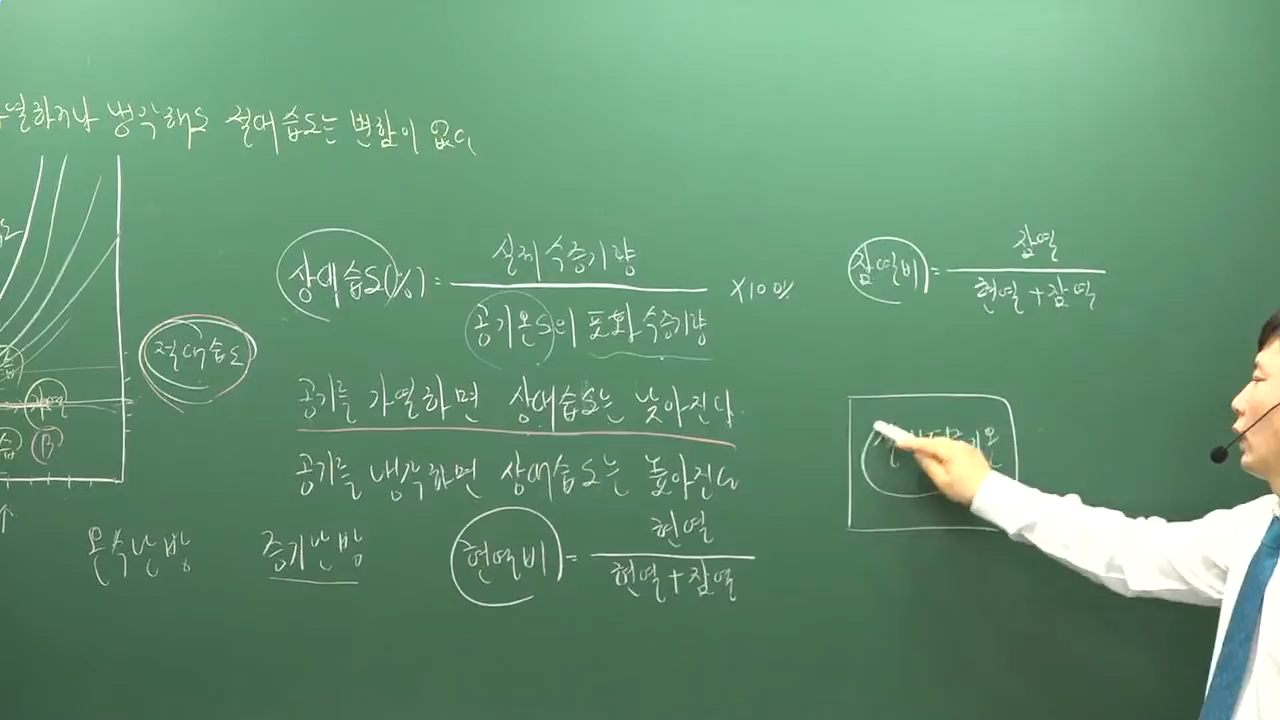 열하거나 냉각해도 절대습도는 변함이 없다
상대습도(%) = 실제 수증기량 / 공기온도의 포화 수증기량 X100%
잠열비 = 잠열 / 현열+잠열
절대습도
공기를 가열하면 상대습도는 낮아진다.
공기를 냉각하면 상대습도는 높아진다
B
온수난방 증기난방
현열비 = 현열 / 현열+잠열